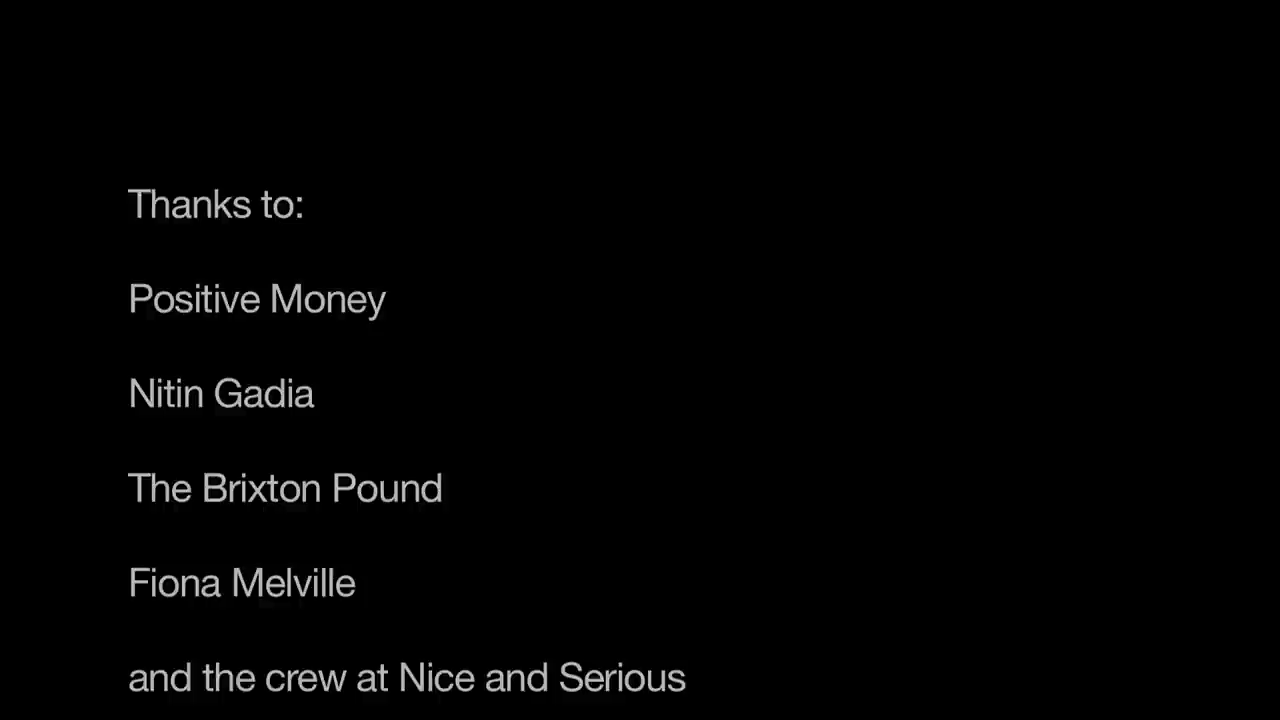 Thanks to:
Positive Money
Nitin Gadia
The Brixton Pound
Fiona Melville
and the crew at Nice and Serious